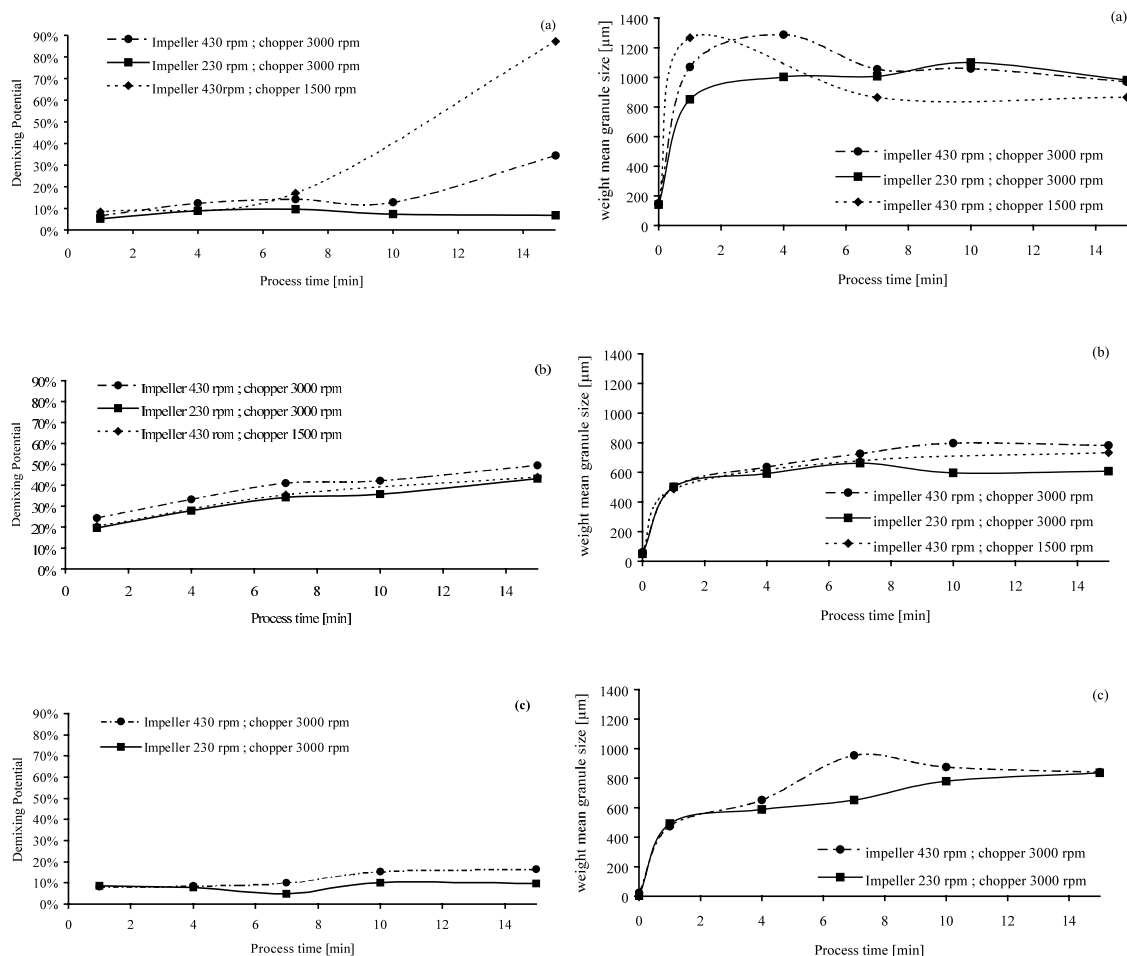 (a)
90%
80%
70%
60%
50%
40%
30%
20%
10%
0%
Demixing Potential
Impeller 430 rpm ; chopper 3000 rpm
Impeller 230 rpm ; chopper 3000 rpm
Impeller 430rpm ; chopper 1500 rpm
0 2 4 6 8 10 12 14
Process time [min]
(a)
1400
1200
1000
800
600
400
200
0
weight mean granule size [μm]
impeller 430 rpm ; chopper 3000 rpm
impeller 230 rpm ; chopper 3000 rpm
impeller 430 rpm ; chopper 1500 rpm
0 2 4 6 8 10 12 14
Process time [min]
(b)
90%
80%
70%
60%
50%
40%
30%
20%
10%
0%
Demixing Potential
Impeller 430 rpm ; chopper 3000 rpm
Impeller 230 rpm ; chopper 3000 rpm
Impeller 430 rom ; chopper 1500 rpm
0 2 4 6 8 10 12 14
Process time [min]
(b)
1400
1200
1000
800
600
400
200
0
weight mean granule size [μm]
impeller 430 rpm ; chopper 3000 rpm
impeller 230 rpm ; chopper 3000 rpm
impeller 430 rpm ; chopper 1500 rpm
0 2 4 6 8 10 12 14
Process time [min]
(c)
90%
80%
70%
60%
50%
40%
30%
20%
10%
0%
Demixing Potential
Impeller 430 rpm ; chopper 3000 rpm
Impeller 230 rpm ; chopper 3000 rpm
0 2 4 6 8 10 12 14
Process time [min]
(c)
1400
1200
1000
800
600
400
200
0
weight mean granule size [μm]
impeller 430 rpm ; chopper 3000 rpm
Impeller 230 rpm ; chopper 3000 rpm
0 2 4 6 8 10 12 14
Process time [min]